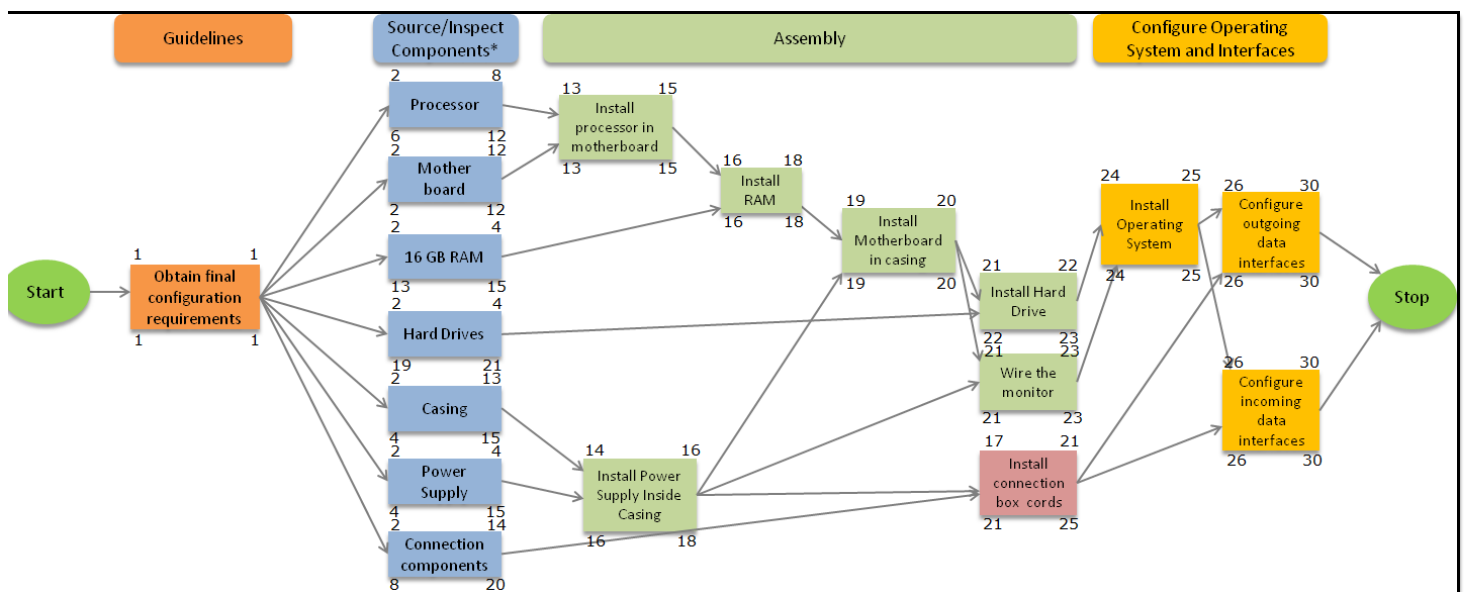 Guidelines
Source/Inspect
Components*
Assembly
Configure Operating
System and Interfaces
Start
1 1
Obtain final
configuration
requirements
1 1
2 8
Processor
6 12
2 12
Mother
board
2 12
2 4
16 GB RAM
13 15
2 4
Hard Drives
19 21
2 13
Casing
4 15
2 4
Power
Supply
4 15
2 14
Connection
components
8 20
13 15
Install
processor in
motherboard
13 15
14 16
Install Power
Supply Inside
Casing
16 18
16 18
Install
RAM
16 18
19 20
Install
Motherboard
in casing
19 20
21 22
Install Hard
Drive
22 23
21 23
Wire the
monitor
21 23
17 21
Install
connection
box cords
21 25
24 25
Install
Operating
System
24 25
26 30
Configure
outgoing
data
interfaces
26 30
26 30
Configure
incoming
data
interfaces
26 30
Stop